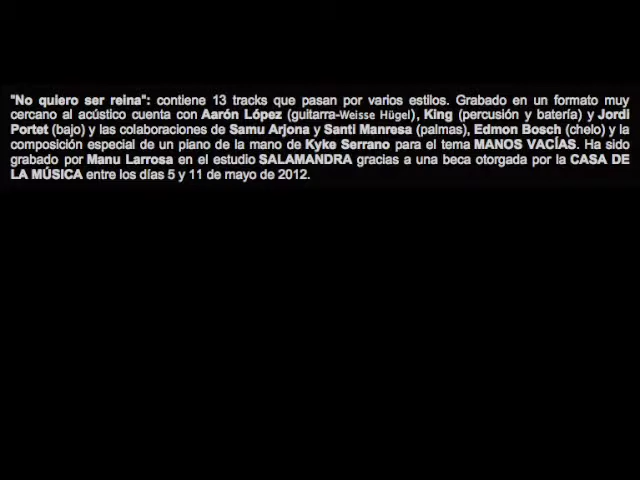 "No quiero ser reina": contiene 13 tracks que pasan por varios estilos. Grabado en un formato muy
cercano al acústico cuenta con Aarón López (guitarra-Weisse Hügel), King (percusión y batería) y Jordi
Portet (bajo) y las colaboraciones de Samu Arjona y Santi Manresa (palmas), Edmon Bosch (chelo) y la
composición especial de un piano de la mano de Kyke Serrano para el tema MANOS VACÍAS. Ha sido
grabado por Manu Larrosa en el estudio SALAMANDRA gracias a una beca otorgada por la CASA DE
LA MÚSICA entre los días 5 y 11 de mayo de 2012.